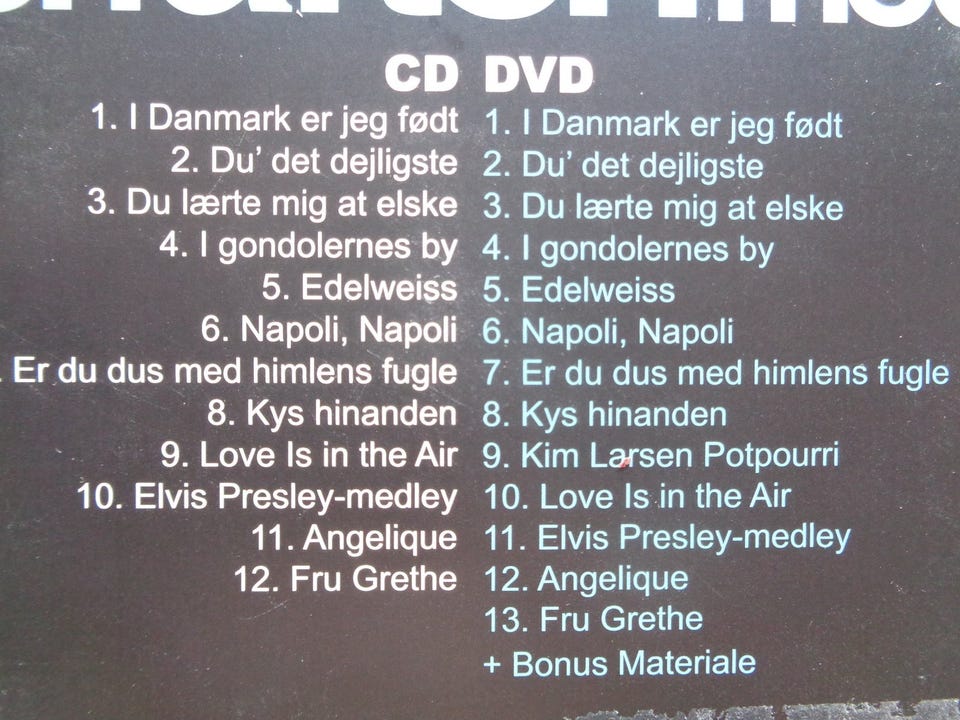 CD
1. I Danmark er jeg født
2. Du' det dejligste
3. Du lærte mig at elske
4. I gondolernes by
5. Edelweiss
6. Napoli, Napoli
. Er du dus med himlens fugle
8. Kys hinanden
9. Love Is in the Air
10. Elvis Presley-medley
11. Angelique
12. Fru Grethe
DVD
1. I Danmark er jeg født
2. Du' det dejligste
3. Du lærte mig at elske
4. I gondolernes by
5. Edelweiss
6. Napoli, Napoli
7. Er du dus med himlens fugle
8. Kys hinanden
9. Kim Larsen Potpourri
10. Love Is in the Air
11. Elvis Presley-medley
12. Angelique
13. Fru Grethe
+ Bonus Materiale